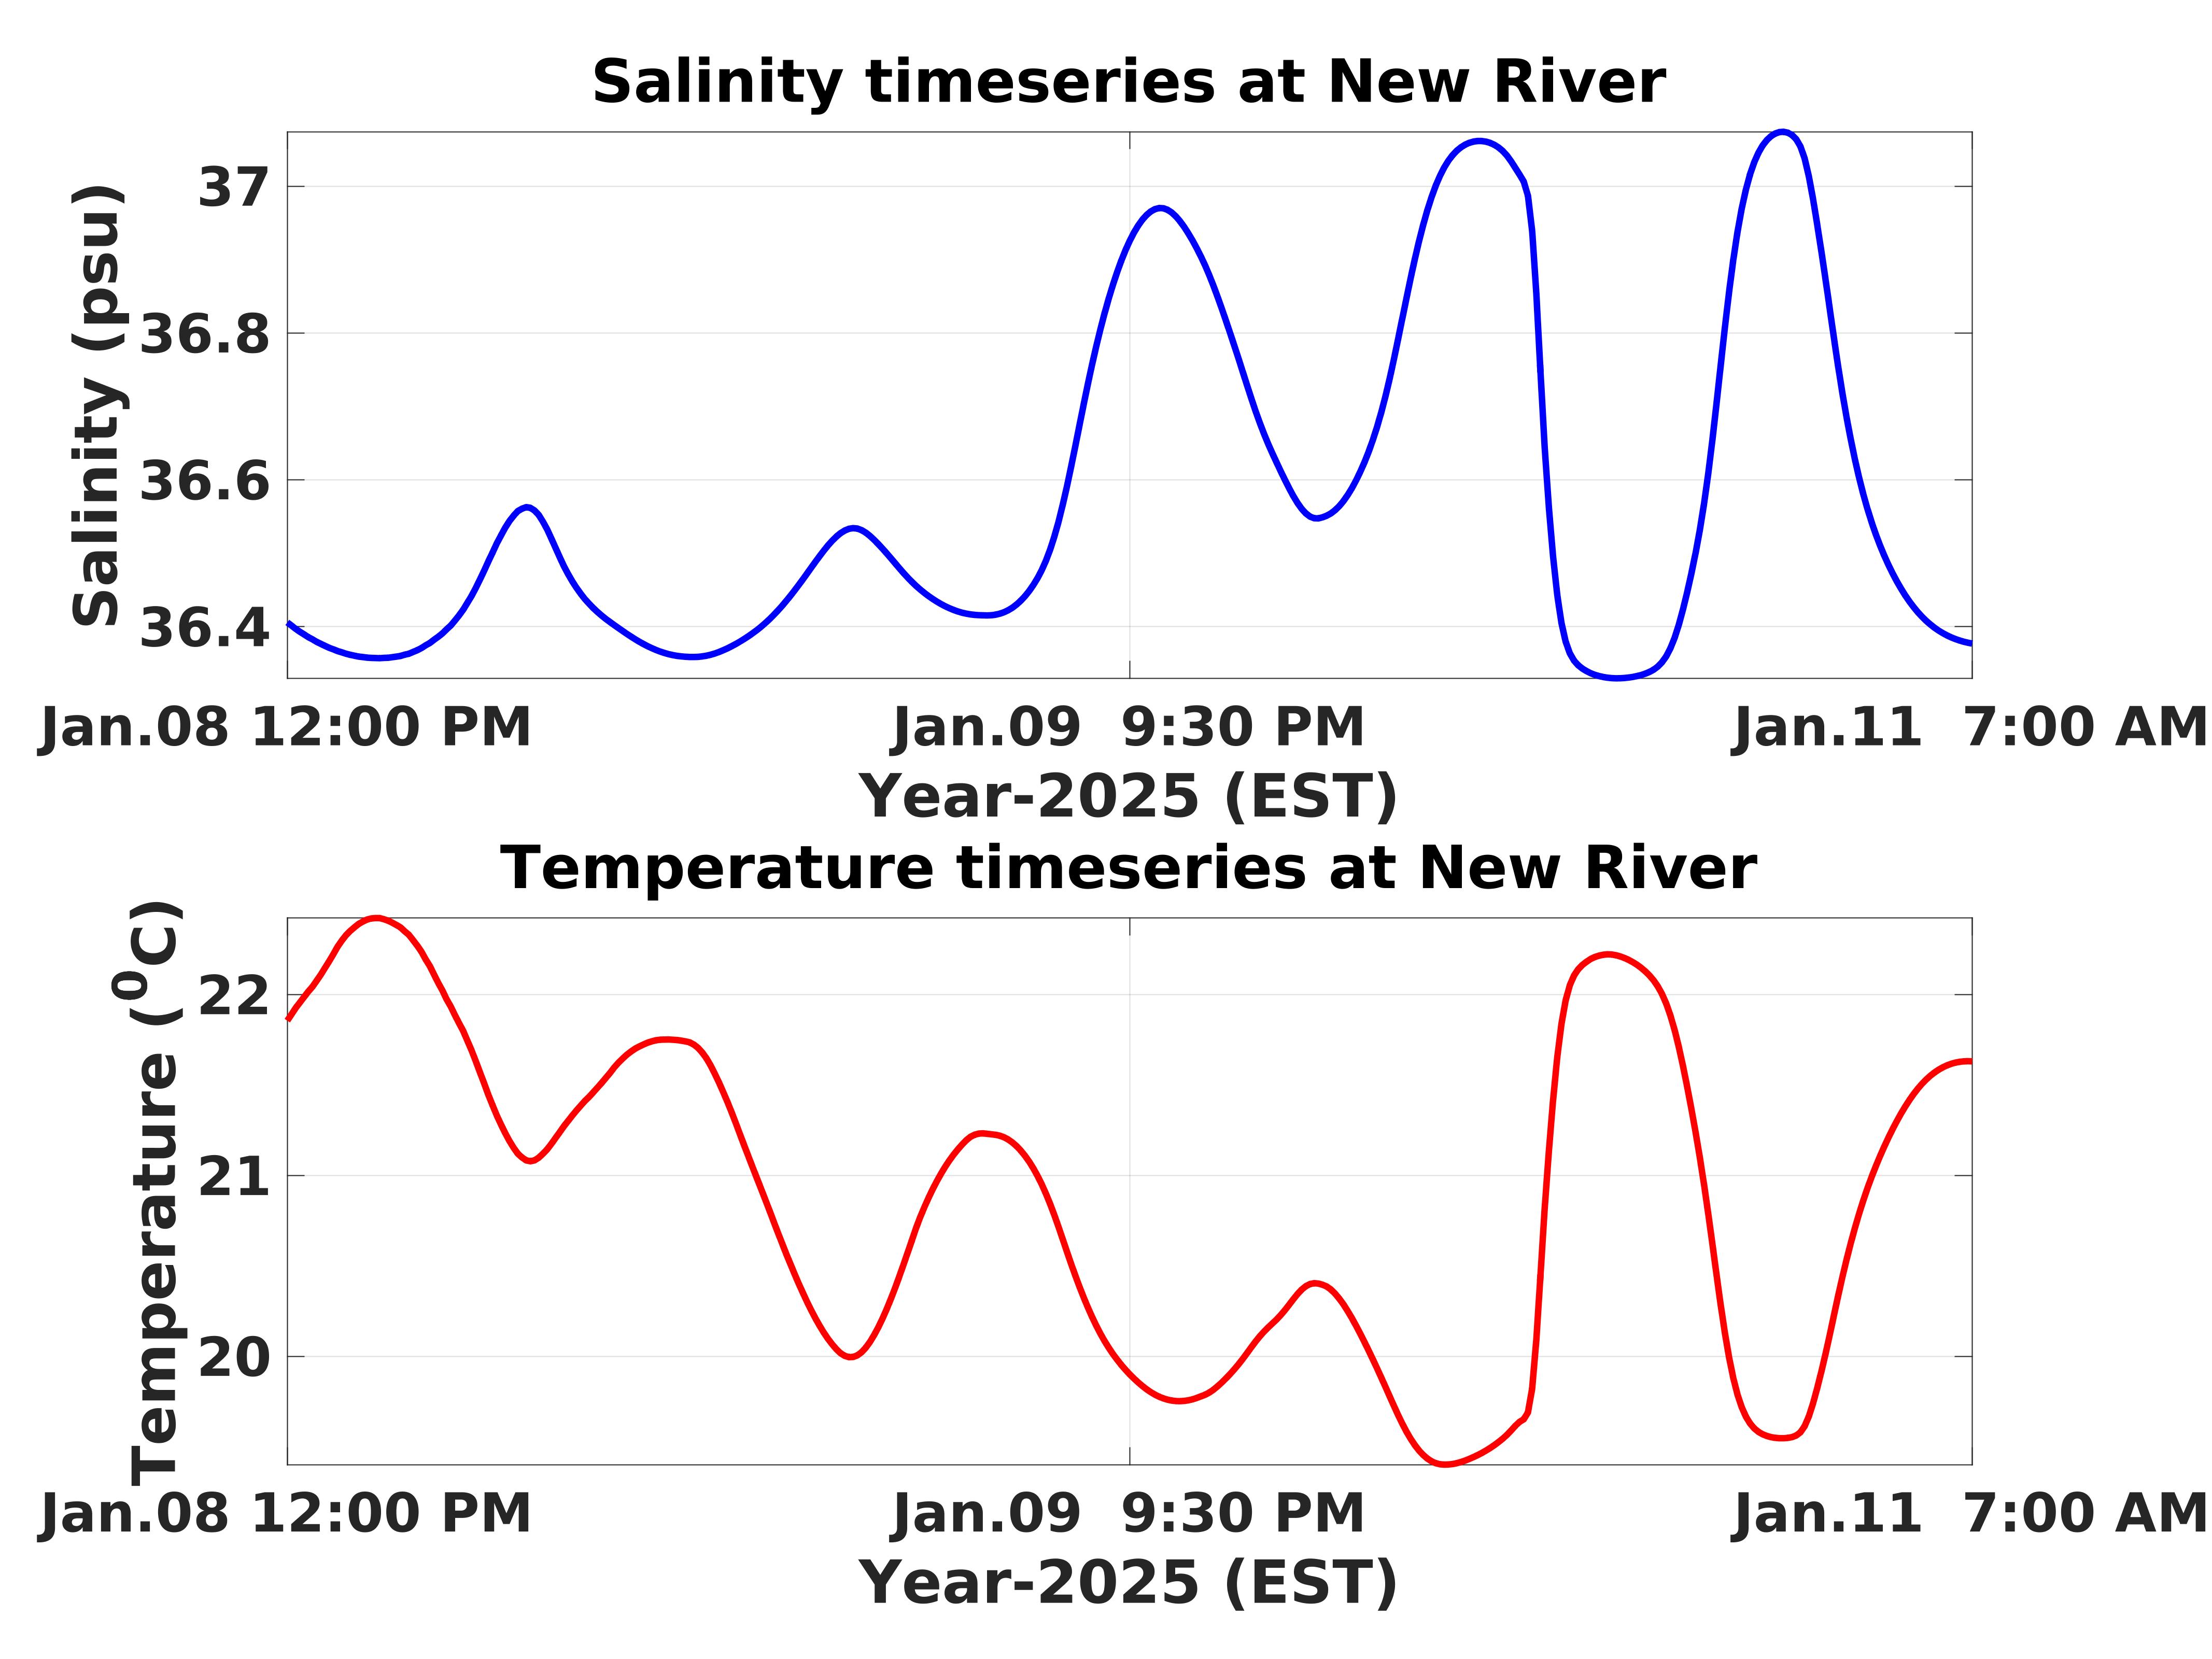 Salinity timeseries at New River
Salinity (psu)
37
36.8
36.6
36.4
Jan.08 12:00 PM
Jan.09  9:30 PM
Jan.11  7:00 AM
Year-2025 (EST)
Temperature timeseries at New River
Temperature (⁰C)
22
21
20
Jan.08 12:00 PM
Jan.09  9:30 PM
Jan.11  7:00 AM
Year-2025 (EST)